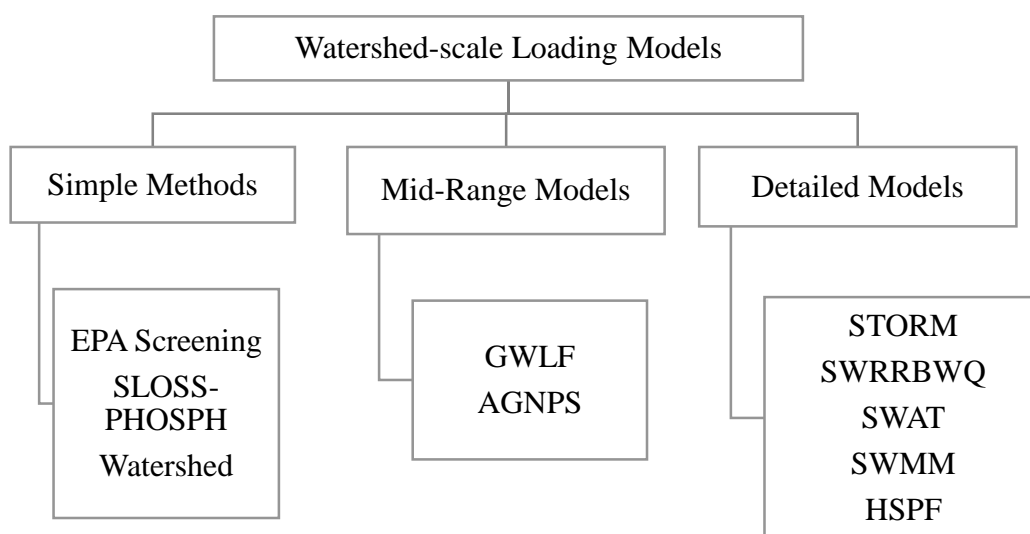 Watershed-scale Loading Models
Simple Methods
Mid-Range Models
Detailed Models
EPA Screening
SLOSS-
PHOSPH
Watershed
GWLF
AGNPS
STORM
SWRRBWQ
SWAT
SWMM
HSPF